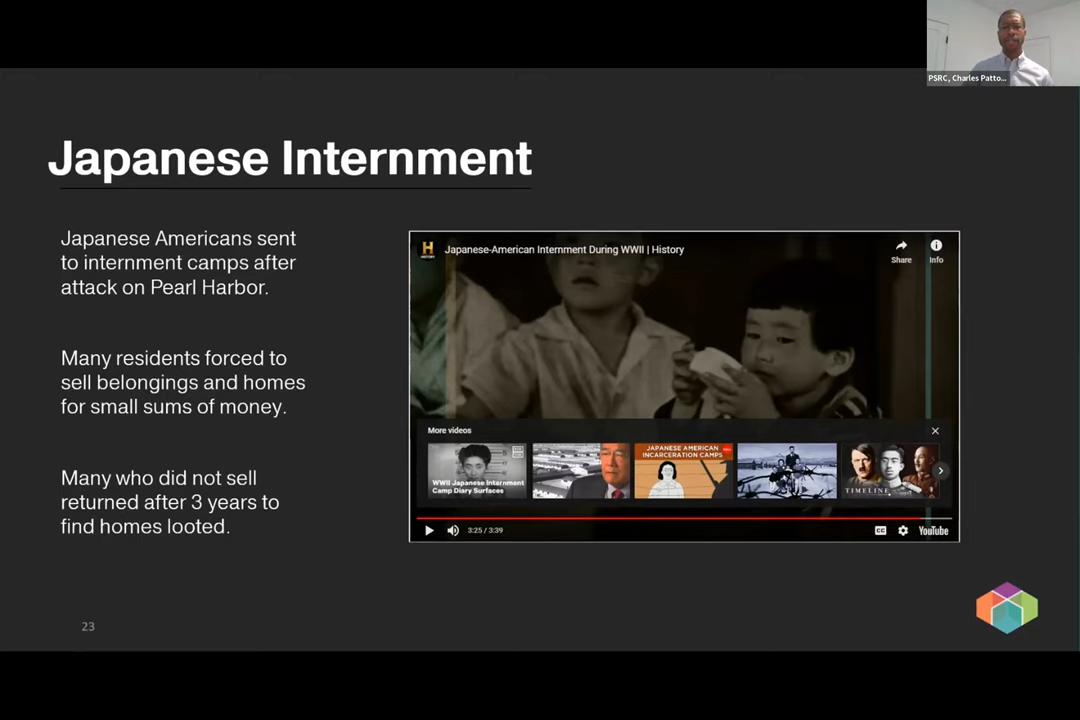 PSRC, Charles Patto...
Japanese Internment
Japanese Americans sent
to internment camps after
attack on Pearl Harbor.
Many residents forced to
sell belongings and homes
for small sums of money.
Many who did not sell
returned after 3 years to
find homes looted.
H
HISTORY
Japanese-American Internment During WWII | History
Share
Info
More videos
WWII Japanese Internment
Camp Diary Surfaces
JAPANESE AMERICAN
INCARCERATION CAMPS
TIMELINE
3:25 / 3:39
CC
YouTube
23